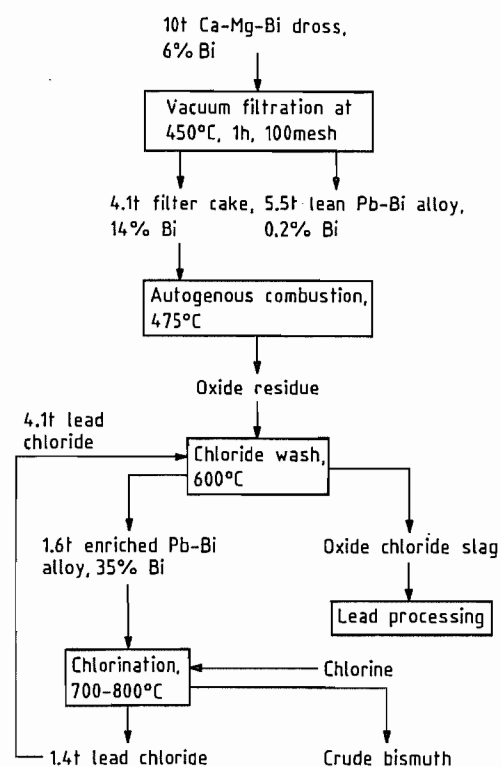 10t Ca-Mg-Bi dross,
6% Bi
Vacuum filtration at
450°C, 1h, 100mesh
4.1t filter cake,
14% Bi
5.5t lean Pb-Bi alloy,
0.2% Bi
Autogenous combustion,
475°C
Oxide residue
4.1t lead
chloride
Chloride wash,
600°C
1.6t enriched Pb-Bi
alloy, 35% Bi
Oxide chloride slag
Lead processing
Chlorination,
700-800°C
Chlorine
1.4t lead chloride
Crude bismuth